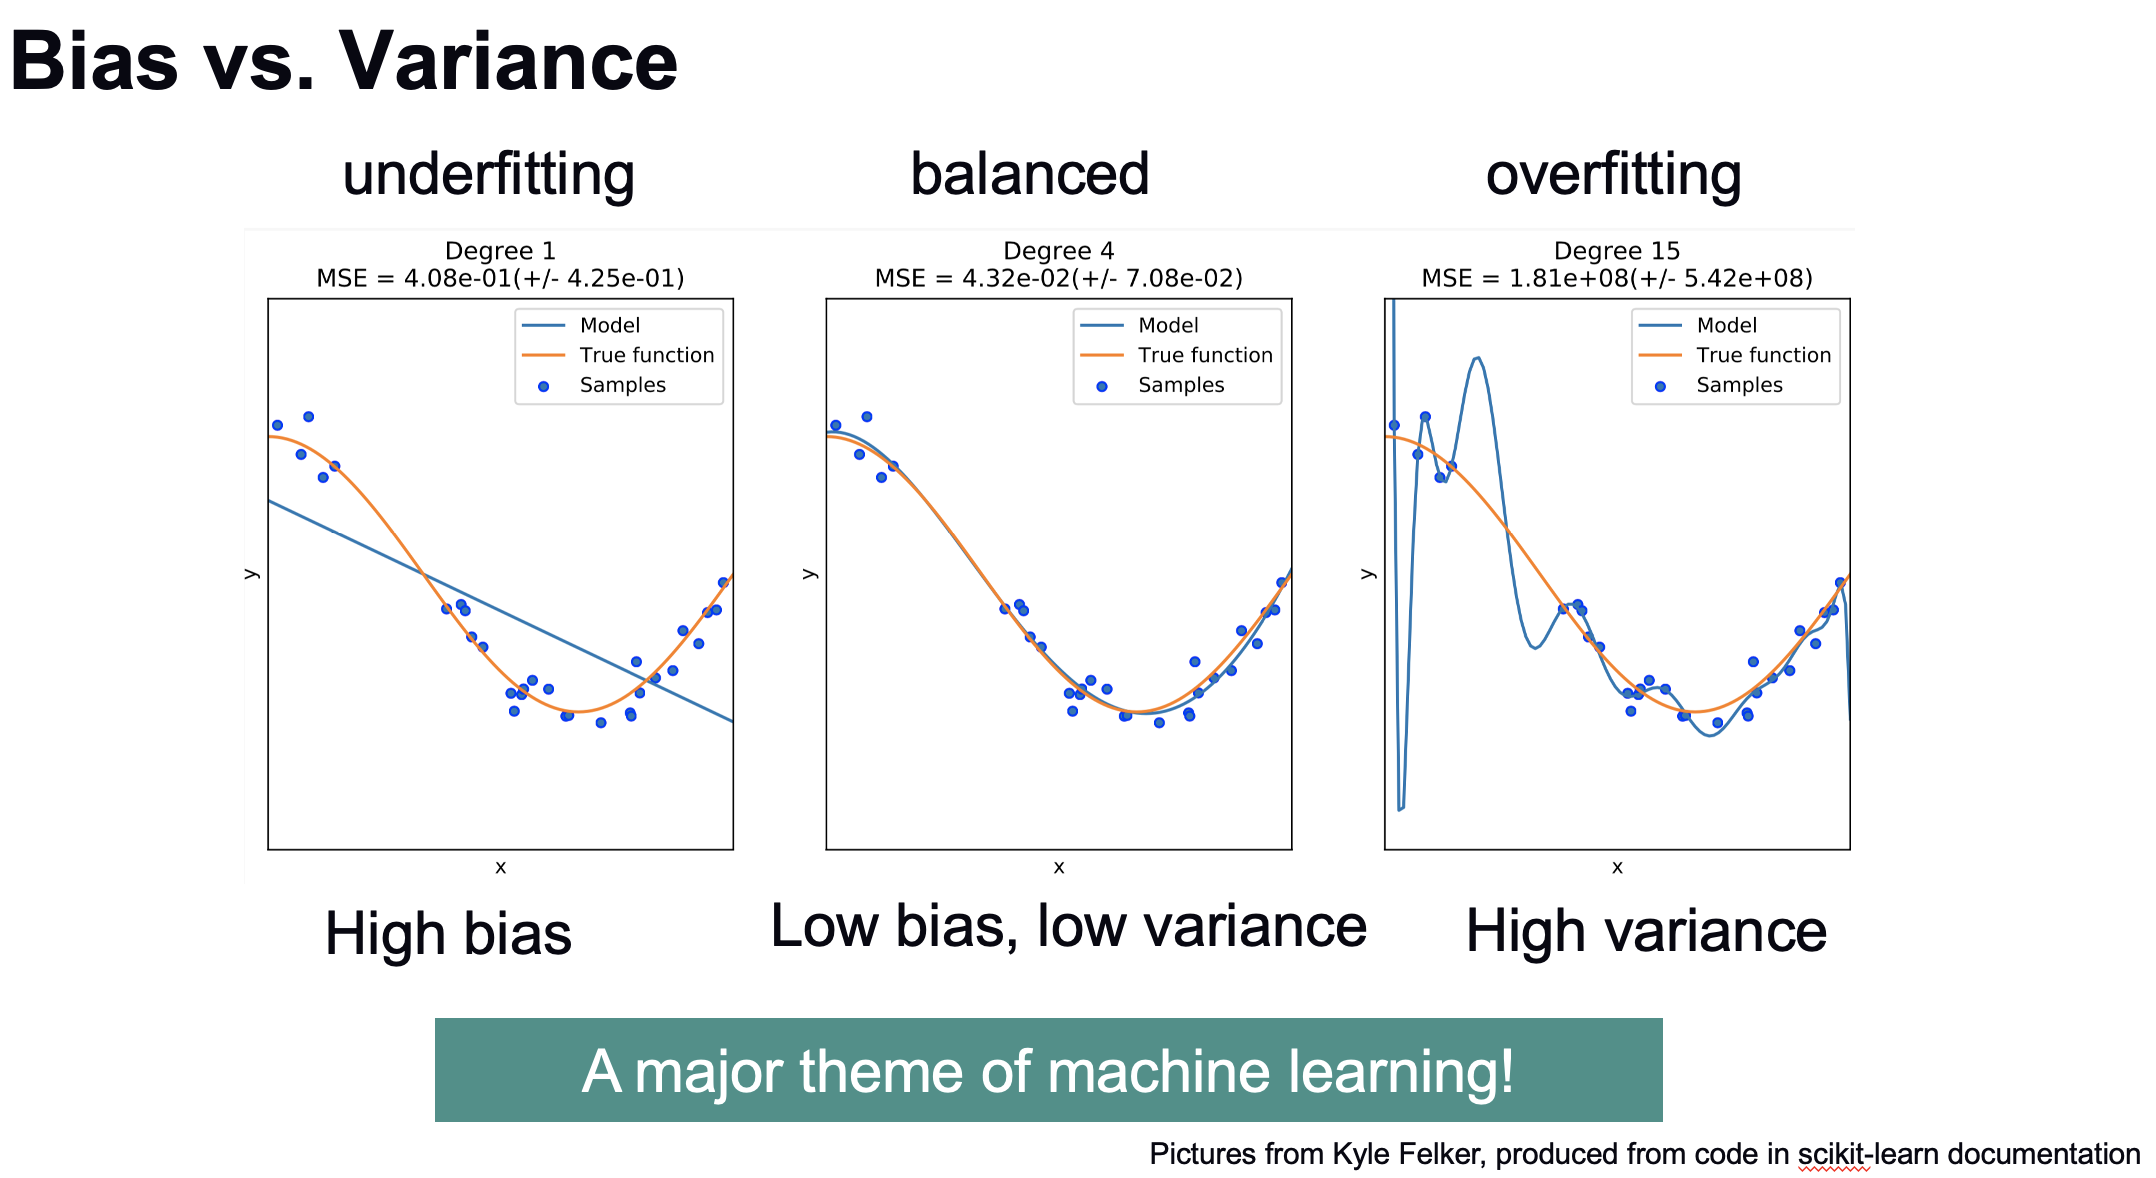 Bias vs. Variance
underfitting
balanced
overfitting
Degree 1
MSE = 4.08e-01(+/- 4.25e-01)
Model
True function
Samples
y
x
Degree 4
MSE = 4.32e-02(+/- 7.08e-02)
Model
True function
Samples
y
x
Degree 15
MSE = 1.81e+08(+/- 5.42e+08)
Model
True function
Samples
y
x
High bias
Low bias, low variance
High variance
A major theme of machine learning!
Pictures from Kyle Felker, produced from code in scikit-learn documentation